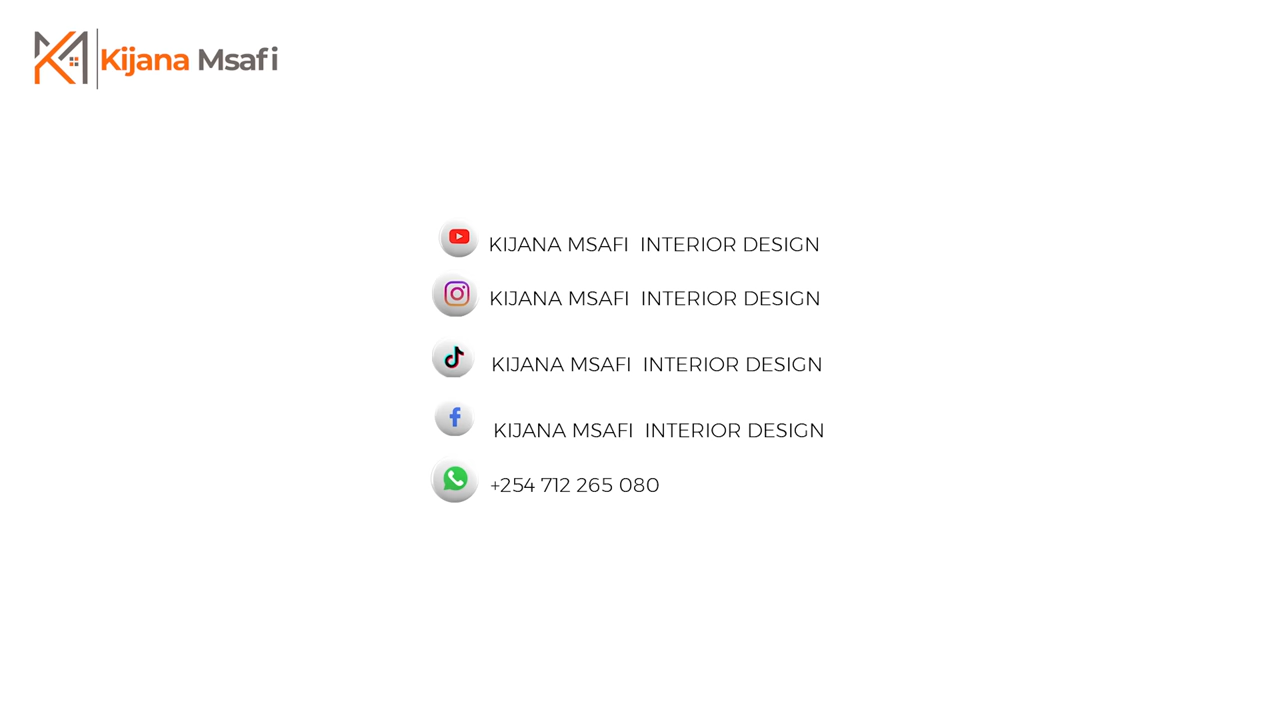 Kijana Msafi
KIJANA MSAFI INTERIOR DESIGN
KIJANA MSAFI INTERIOR DESIGN
KIJANA MSAFI INTERIOR DESIGN
KIJANA MSAFI INTERIOR DESIGN
+254 712 265 080